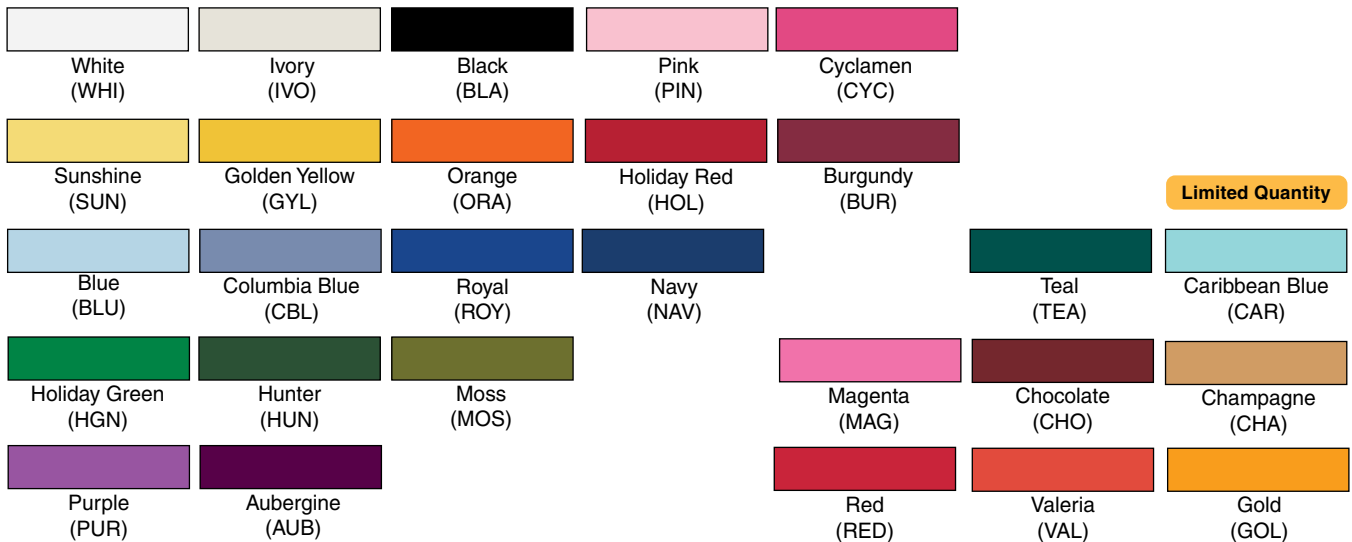 White
(WHI)
Ivory
(IVO)
Black
(BLA)
Pink
(PIN)
Cyclamen
(CYC)
Sunshine
(SUN)
Golden Yellow
(GYL)
Orange
(ORA)
Holiday Red
(HOL)
Burgundy
(BUR)
Limited Quantity
Blue
(BLU)
Columbia Blue
(CBL)
Royal
(ROY)
Navy
(NAV)
Teal
(TEA)
Caribbean Blue
(CAR)
Holiday Green
(HGN)
Hunter
(HUN)
Moss
(MOS)
Magenta
(MAG)
Chocolate
(CHO)
Champagne
(CHA)
Purple
(PUR)
Aubergine
(AUB)
Red
(RED)
Valeria
(VAL)
Gold
(GOL)